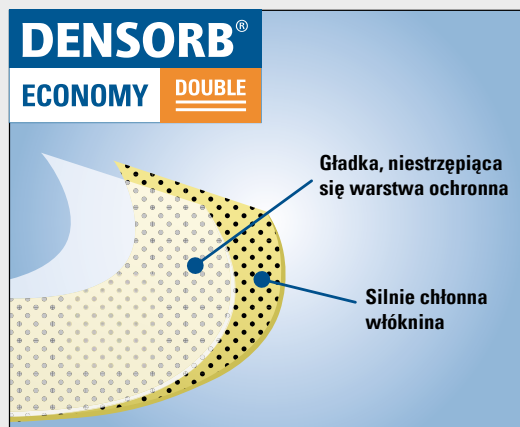 DENSORB®
ECONOMY
DOUBLE
Gładka, niestrzępiąca
się warstwa ochronna
Silnie chłonna
włóknina